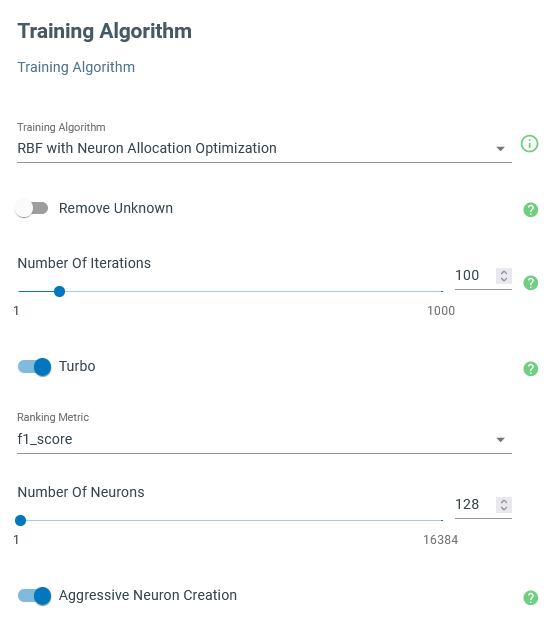 Training Algorithm
Training Algorithm
Training Algorithm
RBF with Neuron Allocation Optimization
Remove Unknown
Number Of Iterations
100
1
1000
Turbo
Ranking Metric
f1_score
Number Of Neurons
128
1
16384
Aggressive Neuron Creation